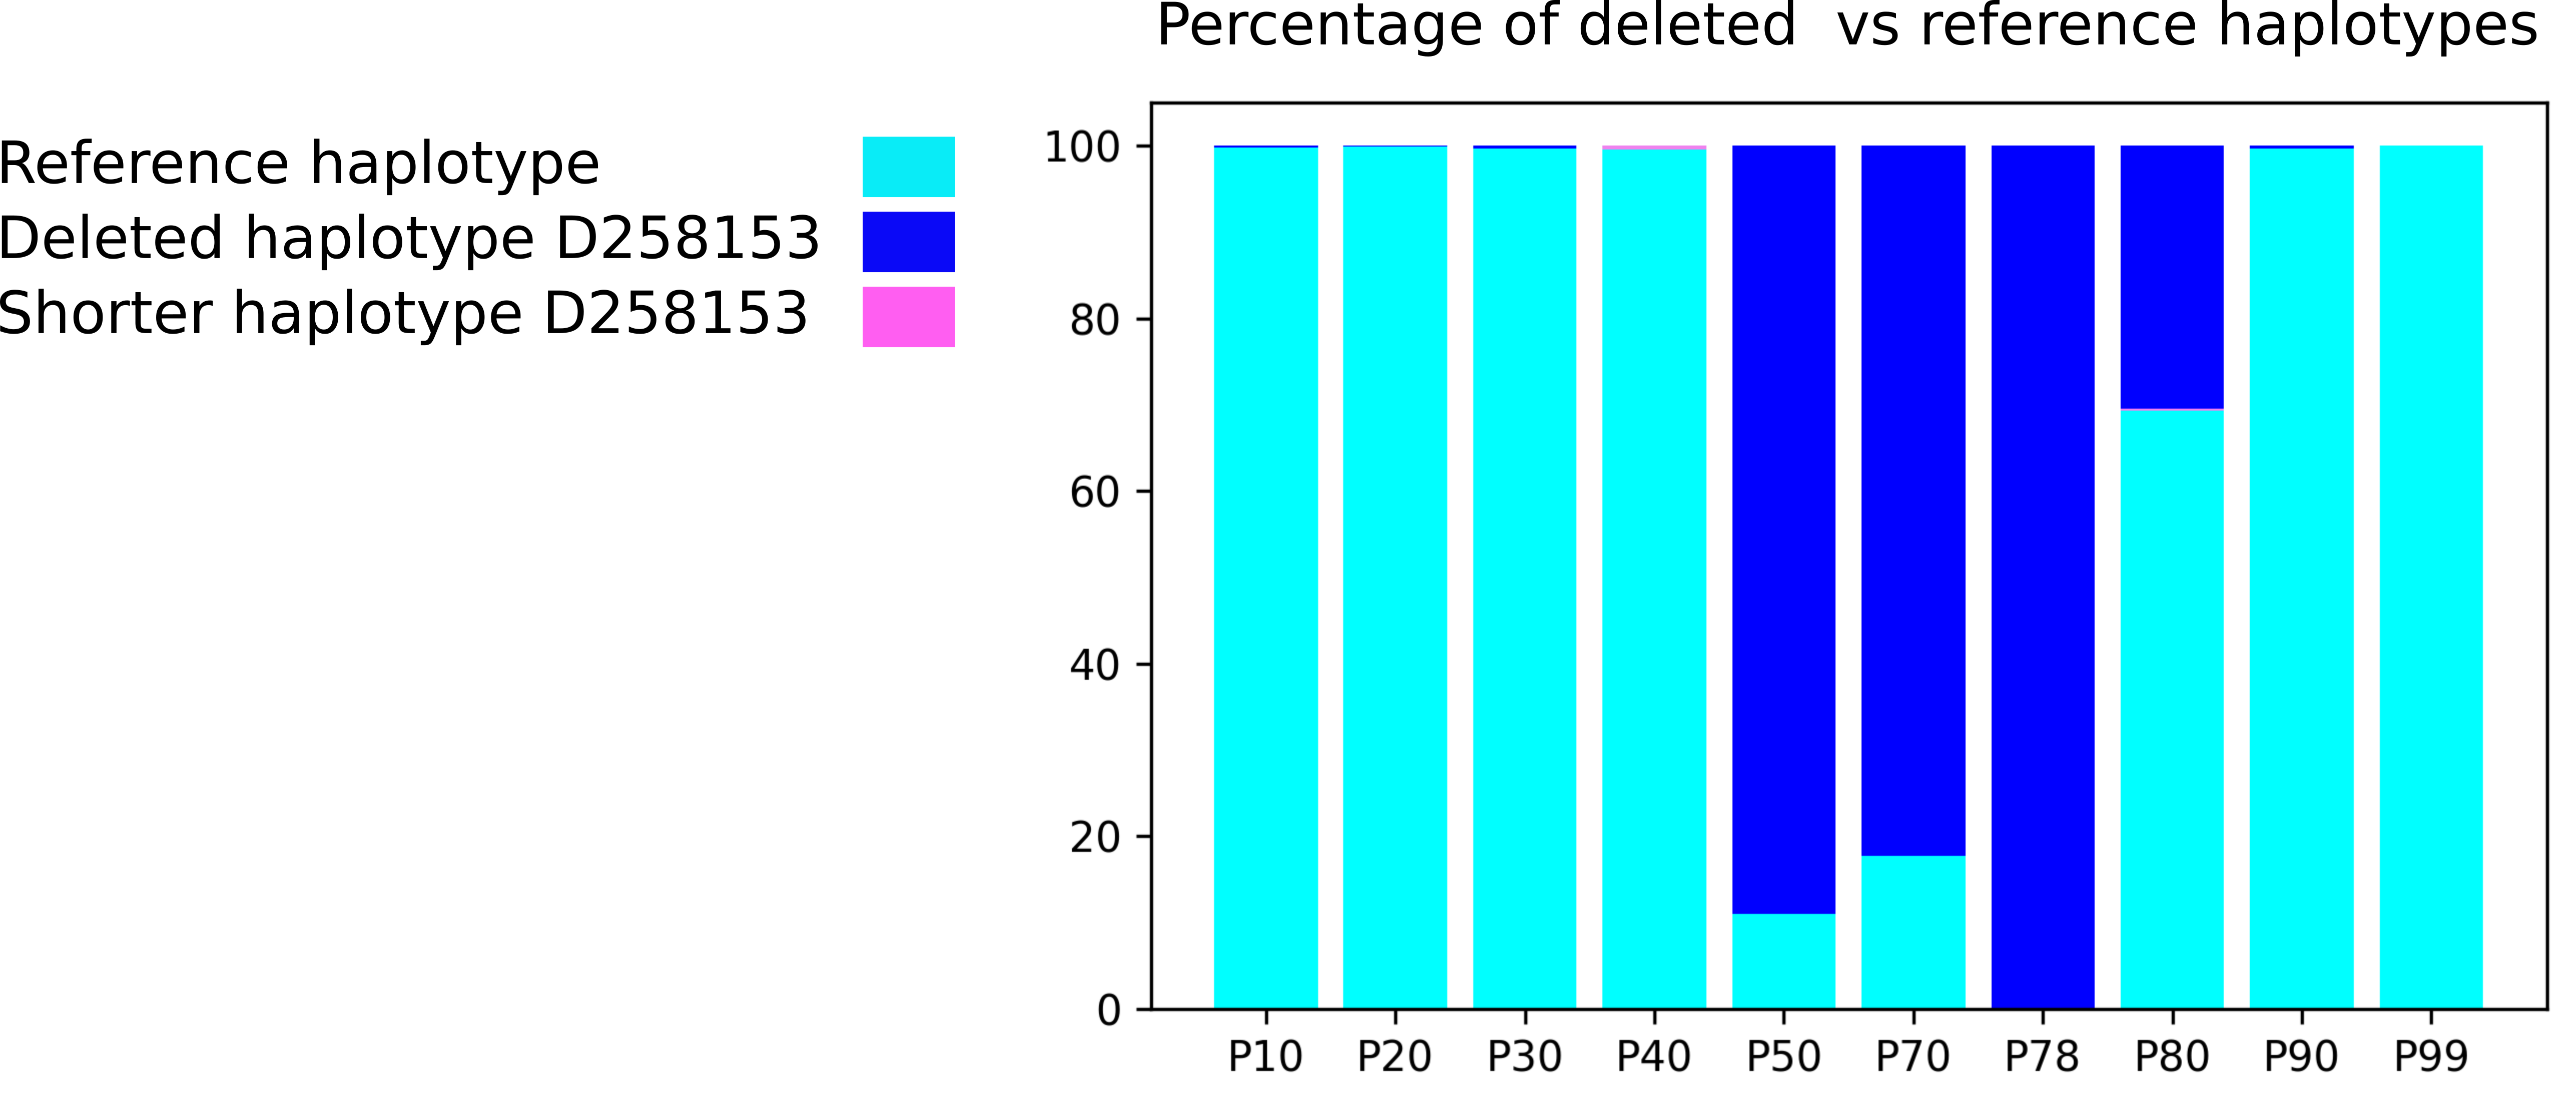 Percentage of deleted  vs reference haplotypes
Reference haplotype
Deleted haplotype D258153
Shorter haplotype D258153
100
80
60
40
20
0
P10 P20 P30 P40 P50 P70 P78 P80 P90 P99